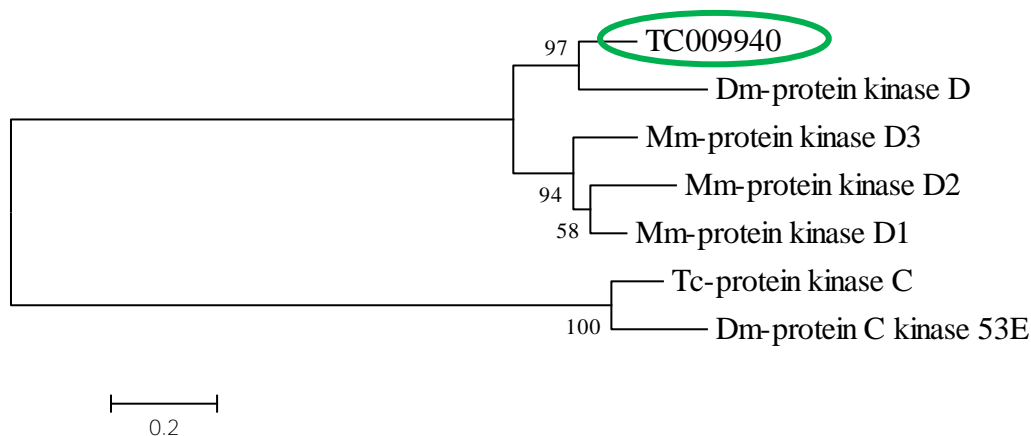 TC009940
97
Dm-protein kinase D
Mm-protein kinase D3
Mm-protein kinase D2
94
58
Mm-protein kinase D1
Tc-protein kinase C
100
Dm-protein C kinase 53E
0.2